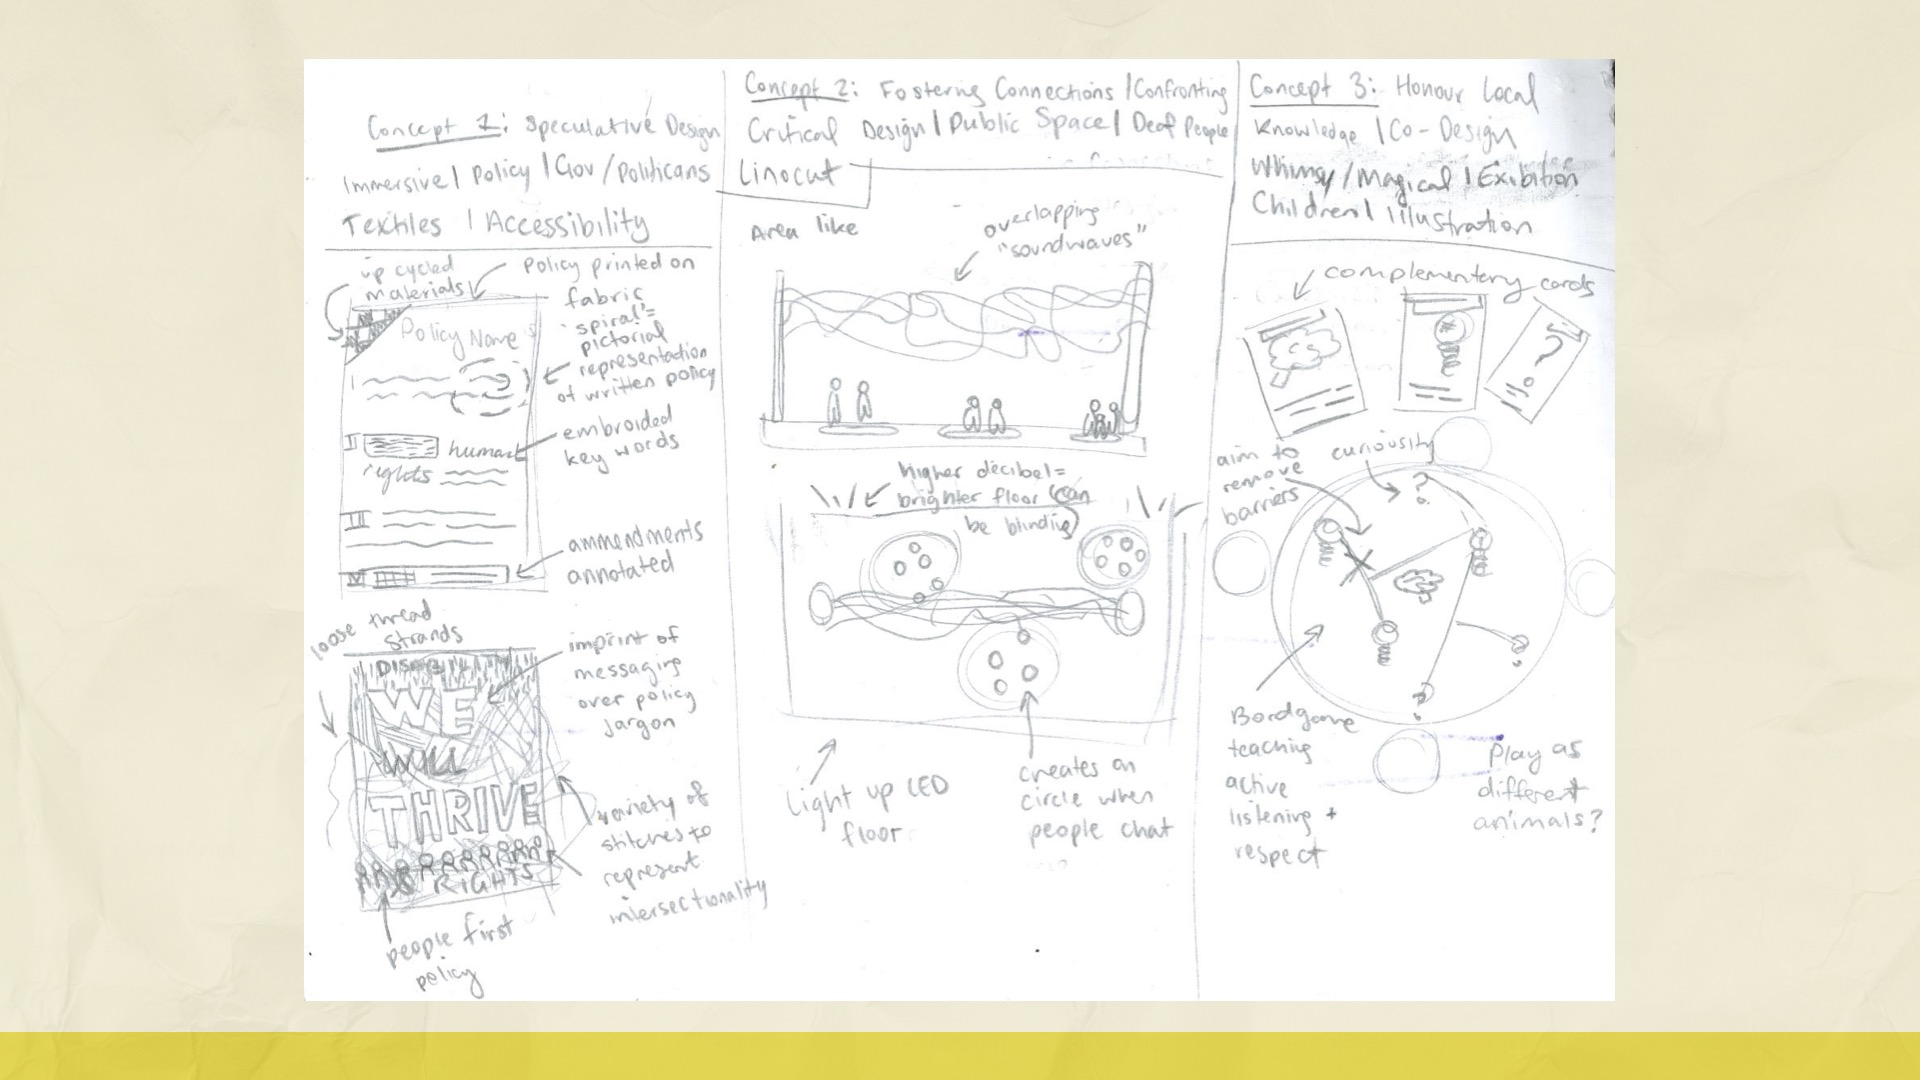 Concept 1: Speculative Design
Immersive | Policy | Gov / Politicans
Textiles | Accessibility
up cycled
materials
Policy printed on
fabric
Policy Name
"spiral"=
pictorial
representation
of written policy
I
embroided
key words
II
human
rights
III
ammendments
annotated
IV
loose thread
strands
imprint of
messaging
over policy
jargon
WE
WILL
THRIVE
RIGHTS
variety of
stitches to
represent
intersectionality
people first
policy
Concept 2: Fostering Connections | Confronting
Critical Design | Public Space | Deaf People
Linocut
Area like
overlapping
"soundwaves"
higher decibel=
brighter floor (can
be blinding)
Light up LED
floor
creates an
circle when
people chat
Concept 3: Honour Local
Knowledge | Co-Design
Whimsy / Magical | Exibition
Children | Illustration
complementary cards
?
aim to
remove
barriers
curiousity
?
?
?
Bordgame
teaching
active
listening +
respect
Play as
different
animals?